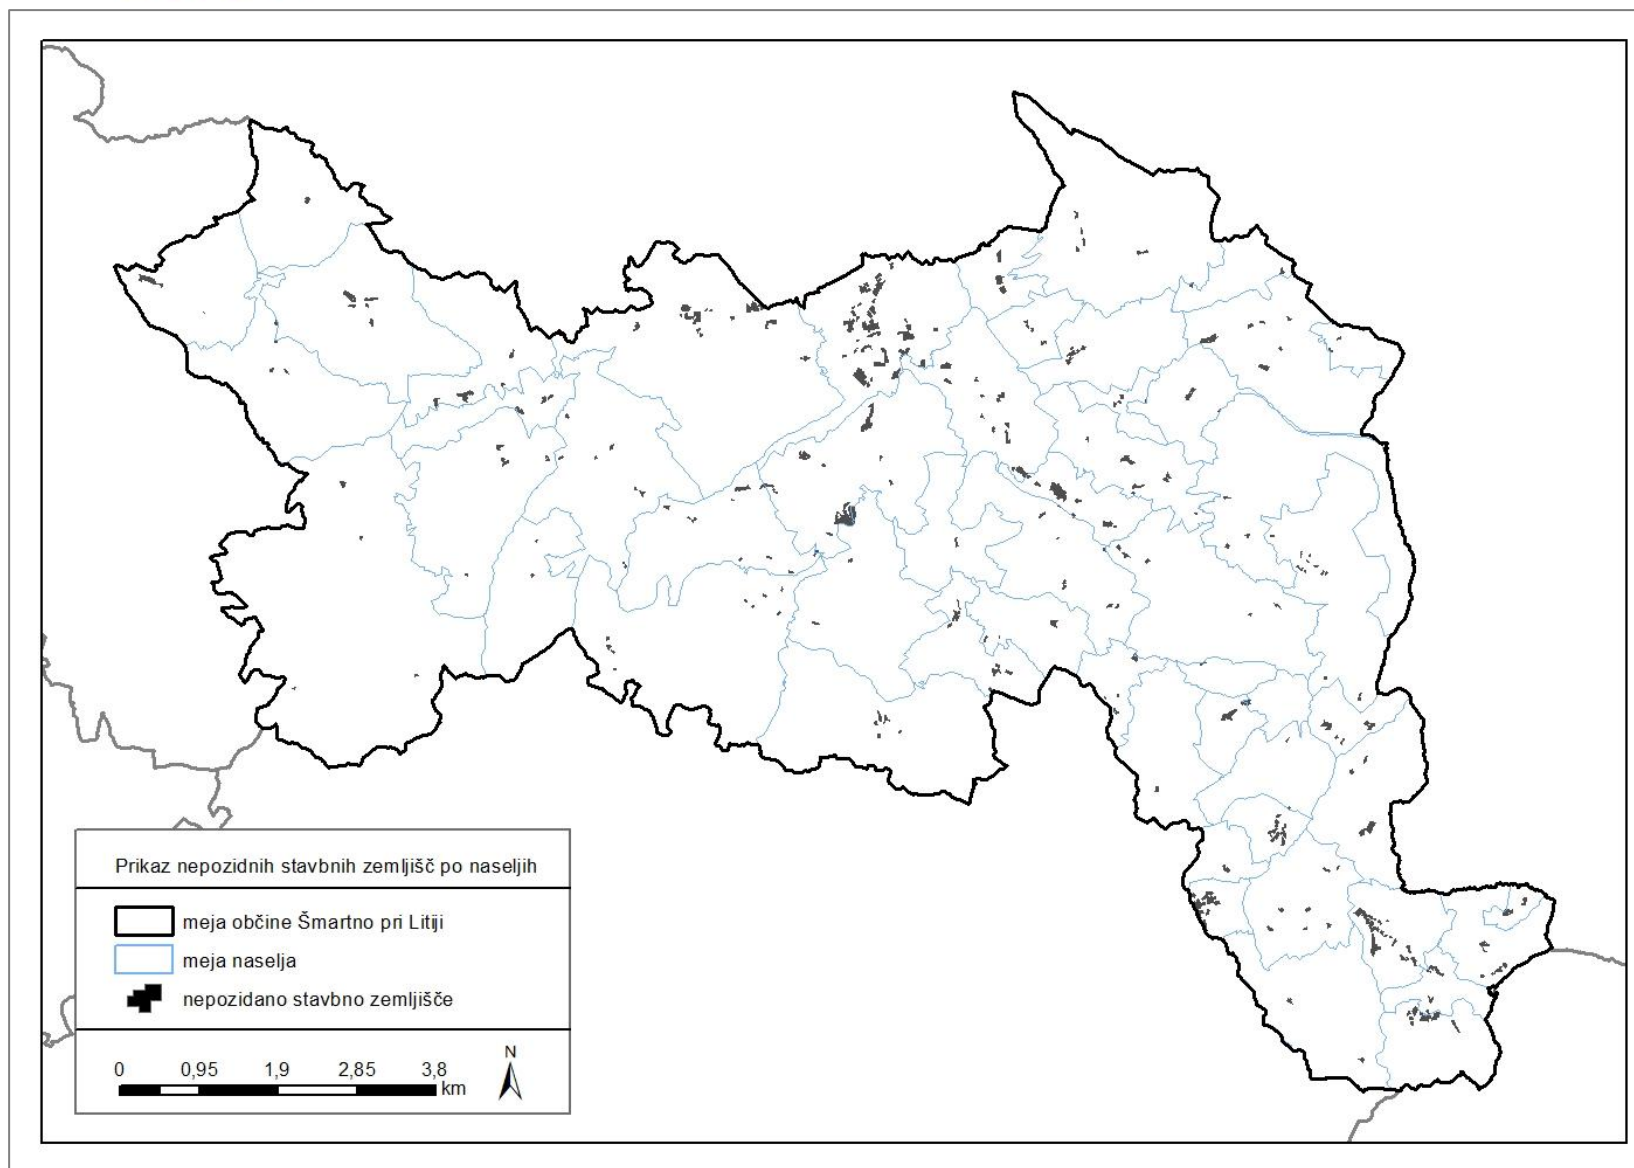 Prikaz nepozidnih stavbnih zemljišč po naseljih
meja občine Šmartno pri Litiji
meja naselja
nepozidano stavbno zemljišče
0 0,95 1,9 2,85 3,8
km
N